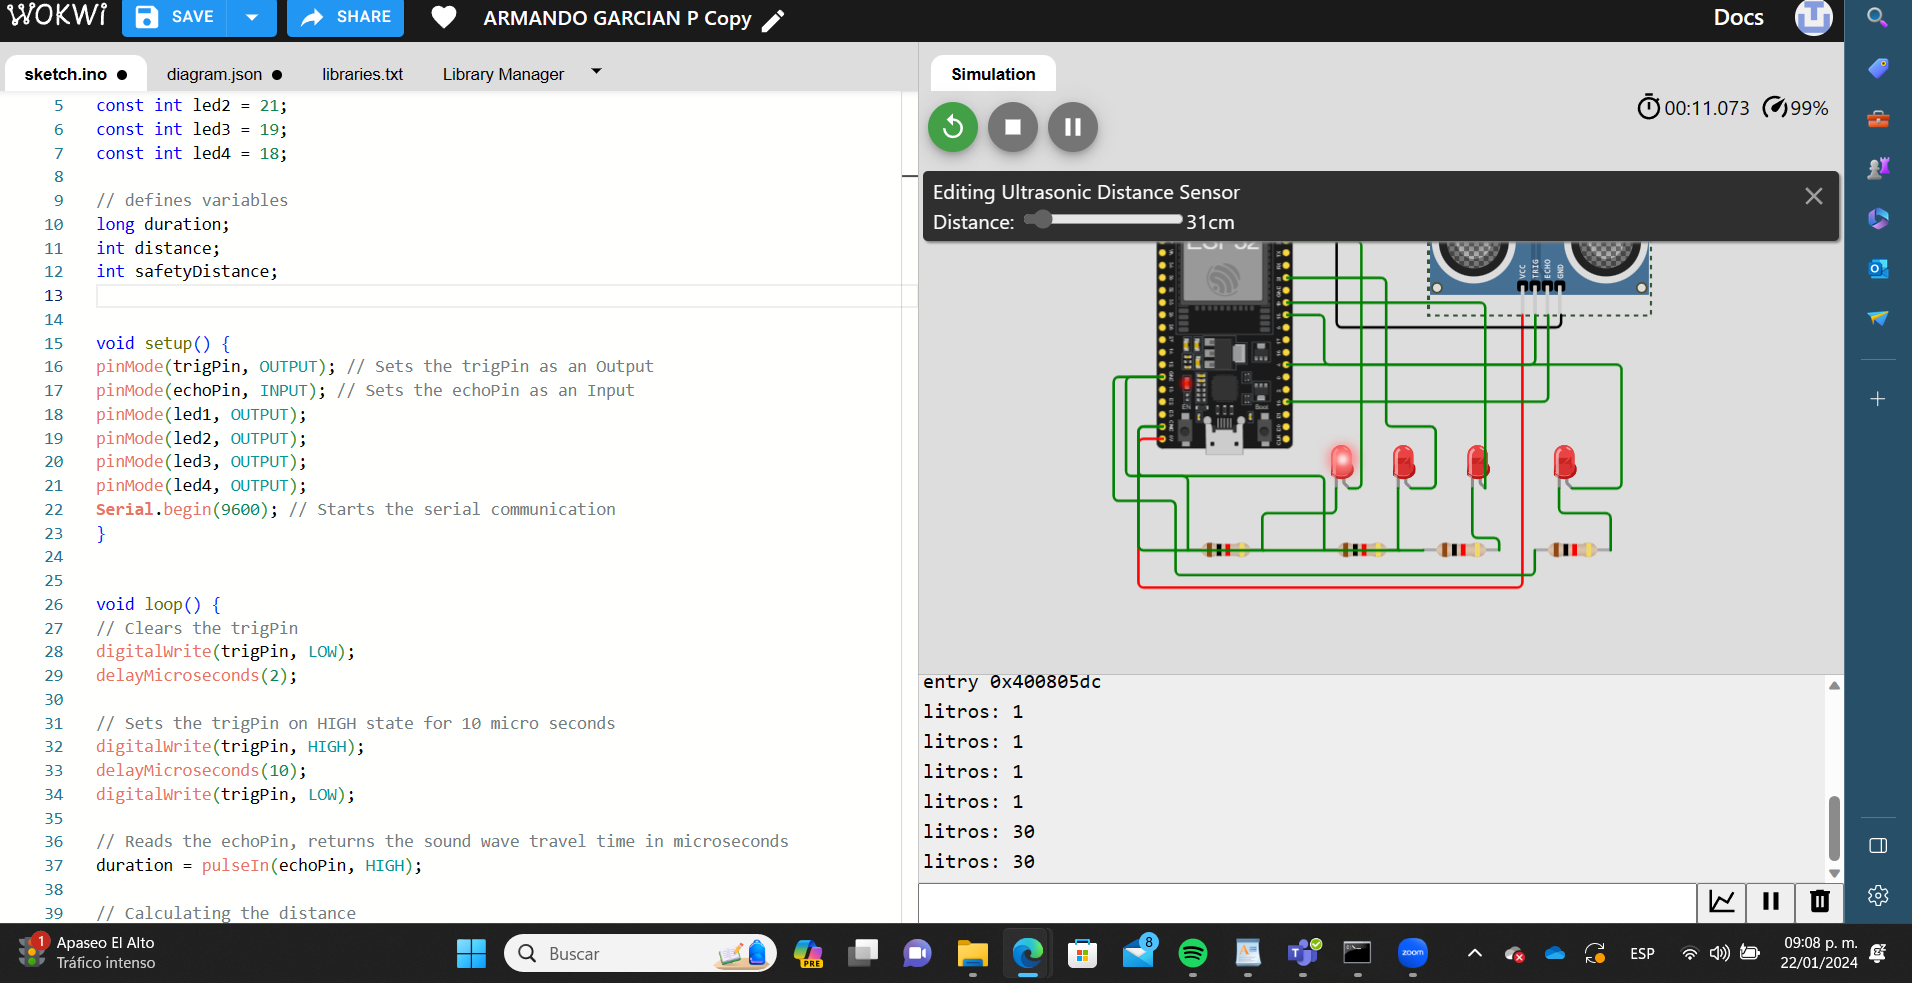 WOKWI
SAVE
SHARE
ARMANDO GARCIAN P Copy
Docs
sketch.ino
diagram.json
libraries.txt
Library Manager
5 const int led2 = 21;
6 const int led3 = 19;
7 const int led4 = 18;
8
9 // defines variables
10 long duration;
11 int distance;
12 int safetyDistance;
13
14
15 void setup() {
16 pinMode(trigPin, OUTPUT); // Sets the trigPin as an Output
17 pinMode(echoPin, INPUT); // Sets the echoPin as an Input
18 pinMode(led1, OUTPUT);
19 pinMode(led2, OUTPUT);
20 pinMode(led3, OUTPUT);
21 pinMode(led4, OUTPUT);
22 Serial.begin(9600); // Starts the serial communication
23 }
24
25
26 void loop() {
27 // Clears the trigPin
28 digitalWrite(trigPin, LOW);
29 delayMicroseconds(2);
30
31 // Sets the trigPin on HIGH state for 10 micro seconds
32 digitalWrite(trigPin, HIGH);
33 delayMicroseconds(10);
34 digitalWrite(trigPin, LOW);
35
36 // Reads the echoPin, returns the sound wave travel time in microseconds
37 duration = pulseIn(echoPin, HIGH);
38
39 // Calculating the distance
Simulation
00:11.073
99%
Editing Ultrasonic Distance Sensor
Distance: 31cm
ESP32
VCC
TRIG
ECHO
GND
EN
Boot
entry 0x400805dc
litros: 1
litros: 1
litros: 1
litros: 1
litros: 30
litros: 30
1
Apaseo El Alto
Tráfico intenso
Buscar
PRE
8
zoom
ESP
09:08 p. m.
22/01/2024